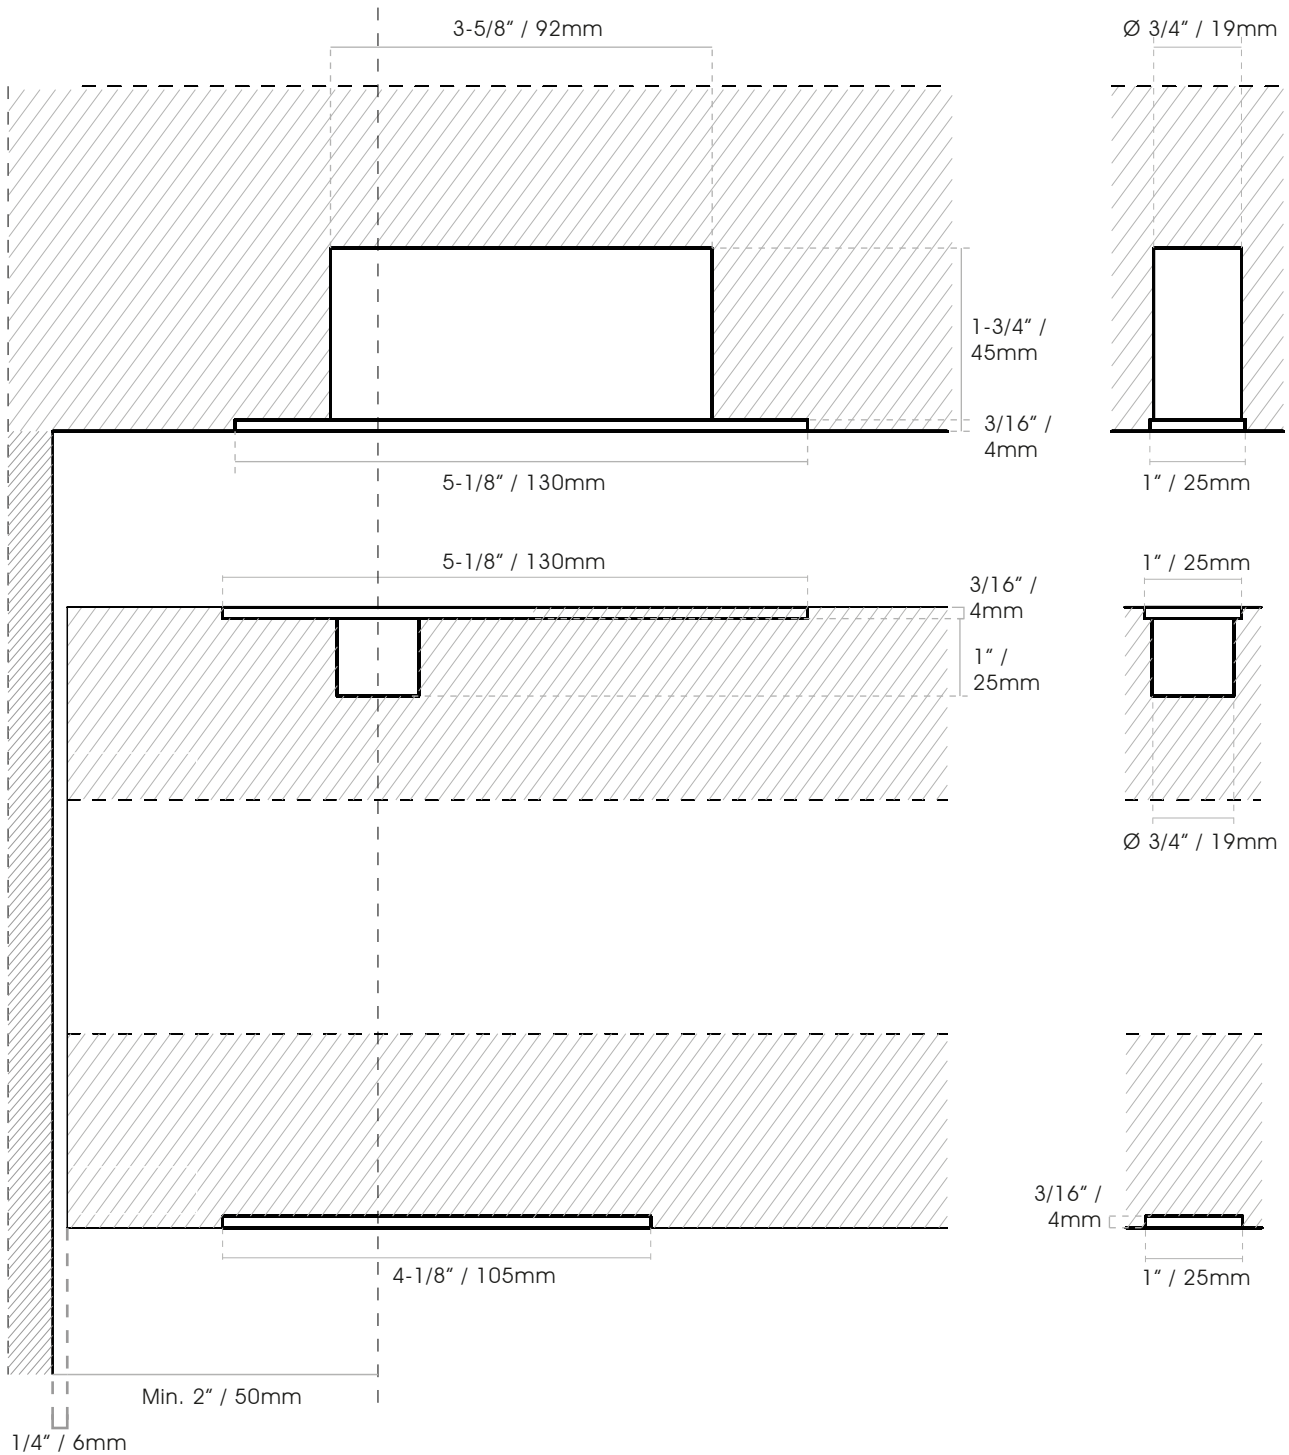 3-5/8“ / 92mm
Ø 3/4“ / 19mm
1-3/4“ /
45mm
3/16“ /
4mm
5-1/8“ / 130mm
1“ / 25mm
5-1/8“ / 130mm
1“ / 25mm
3/16“ /
4mm
1“ /
25mm
Ø 3/4“ / 19mm
3/16“ /
4mm
4-1/8“ / 105mm
1“ / 25mm
Min. 2“ / 50mm
1/4“ / 6mm